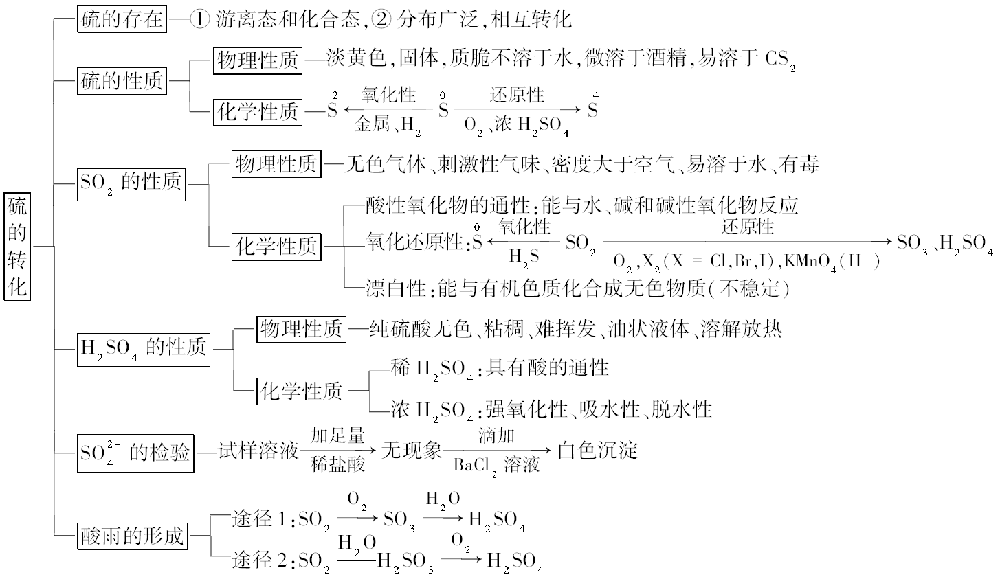 硫的转化
硫的存在 ① 游离态和化合态,② 分布广泛,相互转化
硫的性质
物理性质 淡黄色,固体,质脆不溶于水,微溶于酒精,易溶于 CS₂
化学性质 S(-2) ←氧化性 金属、H₂ S(0) 还原性 O₂、浓 H₂SO₄→ S(+4)
SO₂ 的性质
物理性质 无色气体、刺激性气味、密度大于空气、易溶于水、有毒
化学性质
酸性氧化物的通性:能与水、碱和碱性氧化物反应
氧化还原性:S(0) ←氧化性 H₂S SO₂ 还原性 O₂,X₂(X = Cl,Br,I),KMnO₄(H⁺)→ SO₃、H₂SO₄
漂白性:能与有机色质化合成无色物质(不稳定)
H₂SO₄ 的性质
物理性质 纯硫酸无色、粘稠、难挥发、油状液体、溶解放热
化学性质
稀 H₂SO₄:具有酸的通性
浓 H₂SO₄:强氧化性、吸水性、脱水性
SO₄²⁻ 的检验 试样溶液 加足量 稀盐酸→ 无现象 滴加 BaCl₂ 溶液→ 白色沉淀
酸雨的形成
途径 1:SO₂ O₂→ SO₃ H₂O→ H₂SO₄
途径 2:SO₂ H₂O— H₂SO₃ O₂→ H₂SO₄